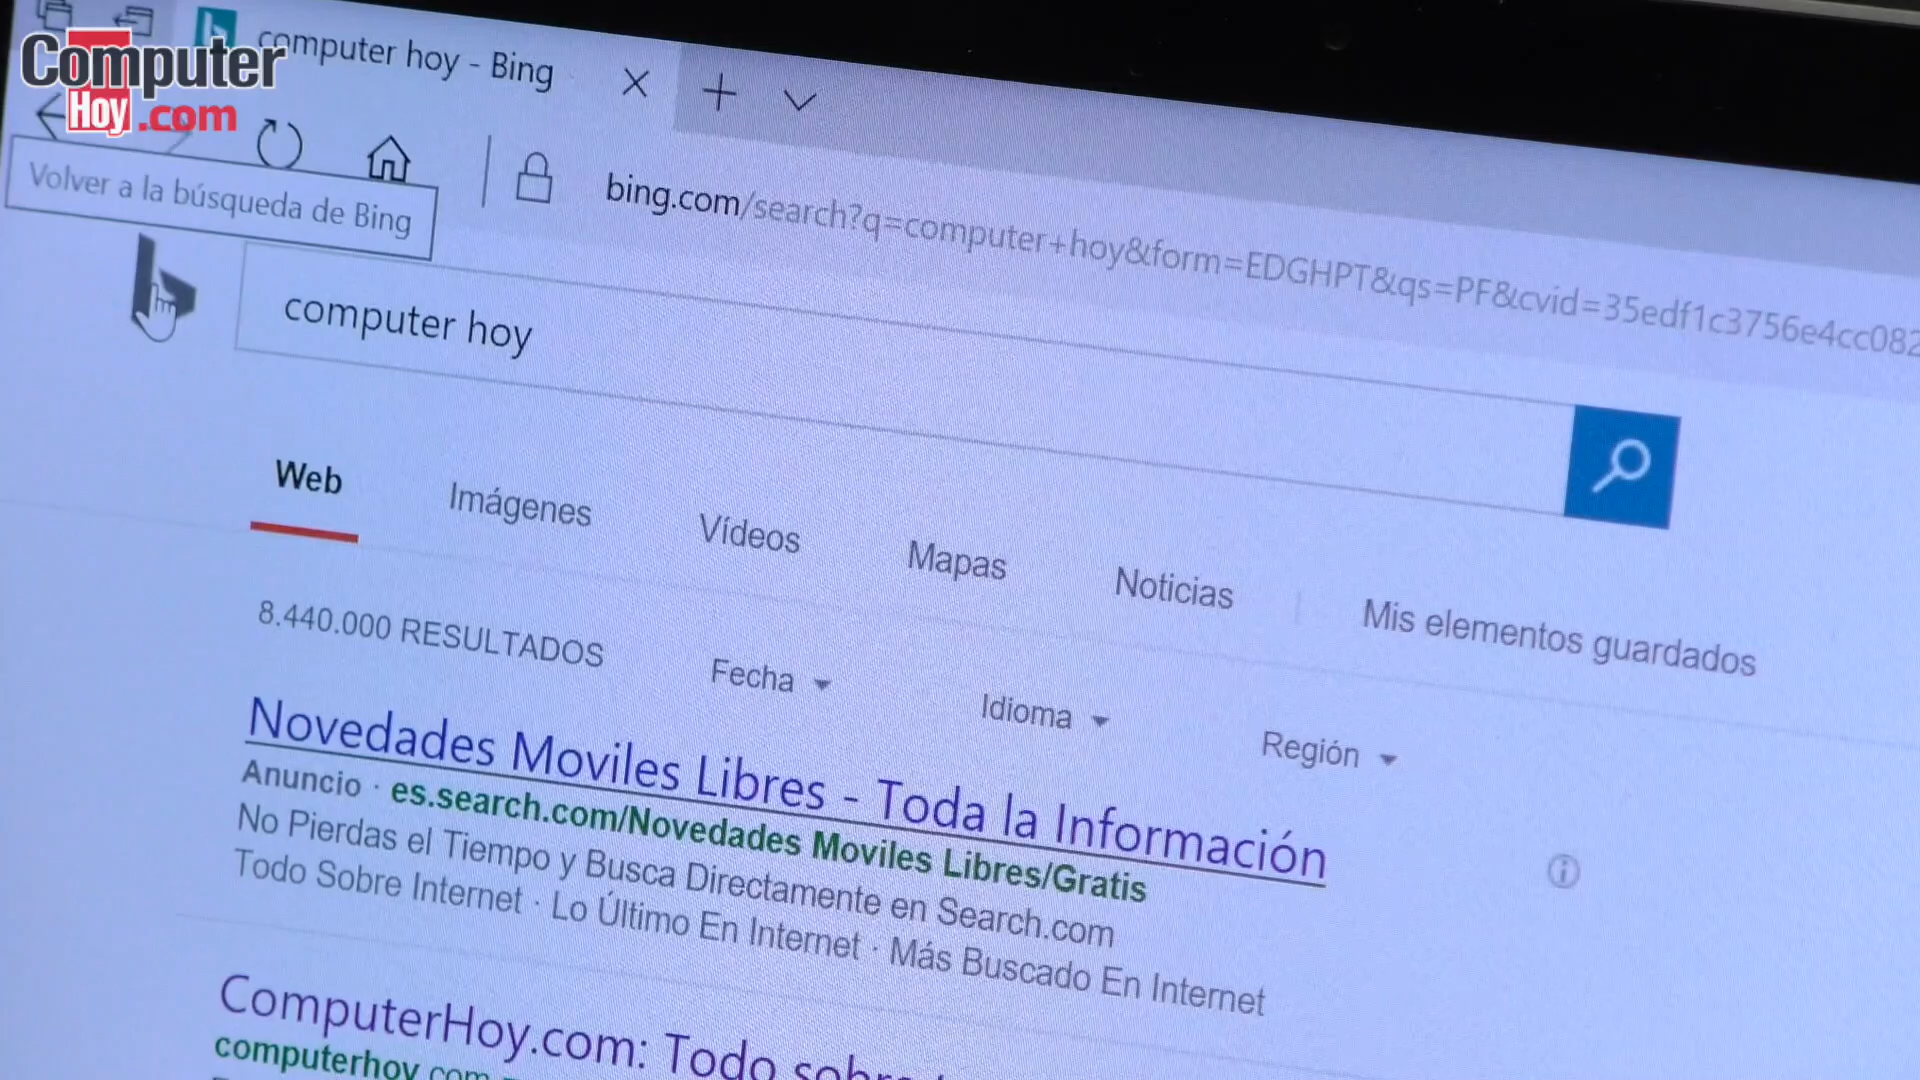 Computer
Hoy.com
computer hoy - Bing
Volver a la búsqueda de Bing
bing.com/search?q=computer+hoy&form=EDGHPT&qs=PF&cvid=35edf1c3756e4cc082
computer hoy
Web
Imágenes
Vídeos
Mapas
Noticias
Mis elementos guardados
8.440.000 RESULTADOS
Fecha
Idioma
Región
Novedades Moviles Libres - Toda la Información
Anuncio · es.search.com/Novedades Moviles Libres/Gratis
No Pierdas el Tiempo y Busca Directamente en Search.com
Todo Sobre Internet · Lo Último En Internet · Más Buscado En Internet
ComputerHoy.com: Todo sobre
computerhoy.com